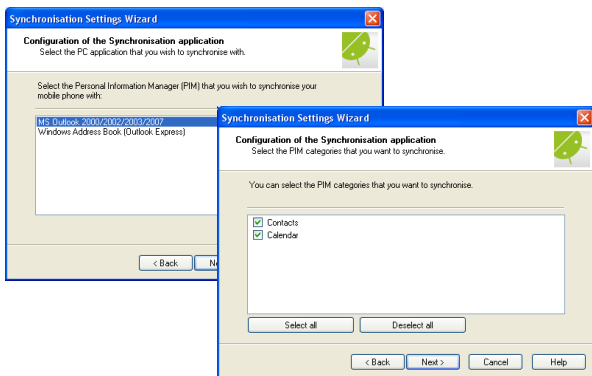 Synchronisation Settings Wizard
Configuration of the Synchronisation application
Select the PC application that you wish to synchronise with.
Select the Personal Information Manager (PIM) that you wish to synchronise your
mobile phone with:
MS Outlook 2000/2002/2003/2007
Windows Address Book (Outlook Express)
< Back
Synchronisation Settings Wizard
Configuration of the Synchronisation application
Select the PIM categories that you want to synchronise.
You can select the PIM categories that you want to synchronise.
Contacts
Calendar
Select all
Deselect all
< Back
Next >
Cancel
Help